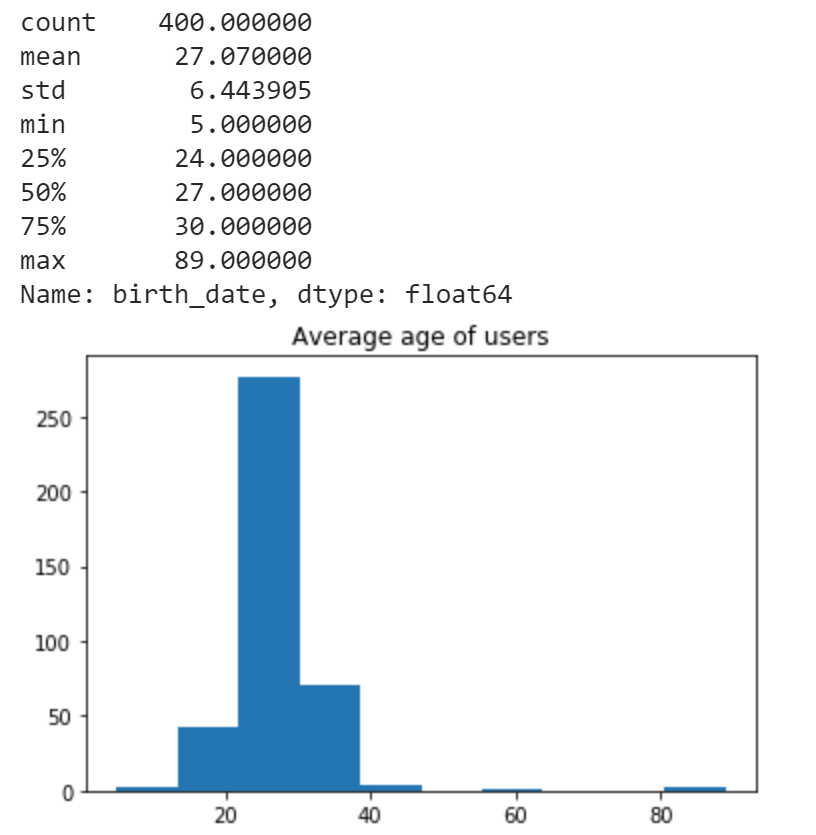 count 400.000000
mean 27.070000
std 6.443905
min 5.000000
25% 24.000000
50% 27.000000
75% 30.000000
max 89.000000
Name: birth_date, dtype: float64
Average age of users
250
200
150
100
50
0
20 40 60 80